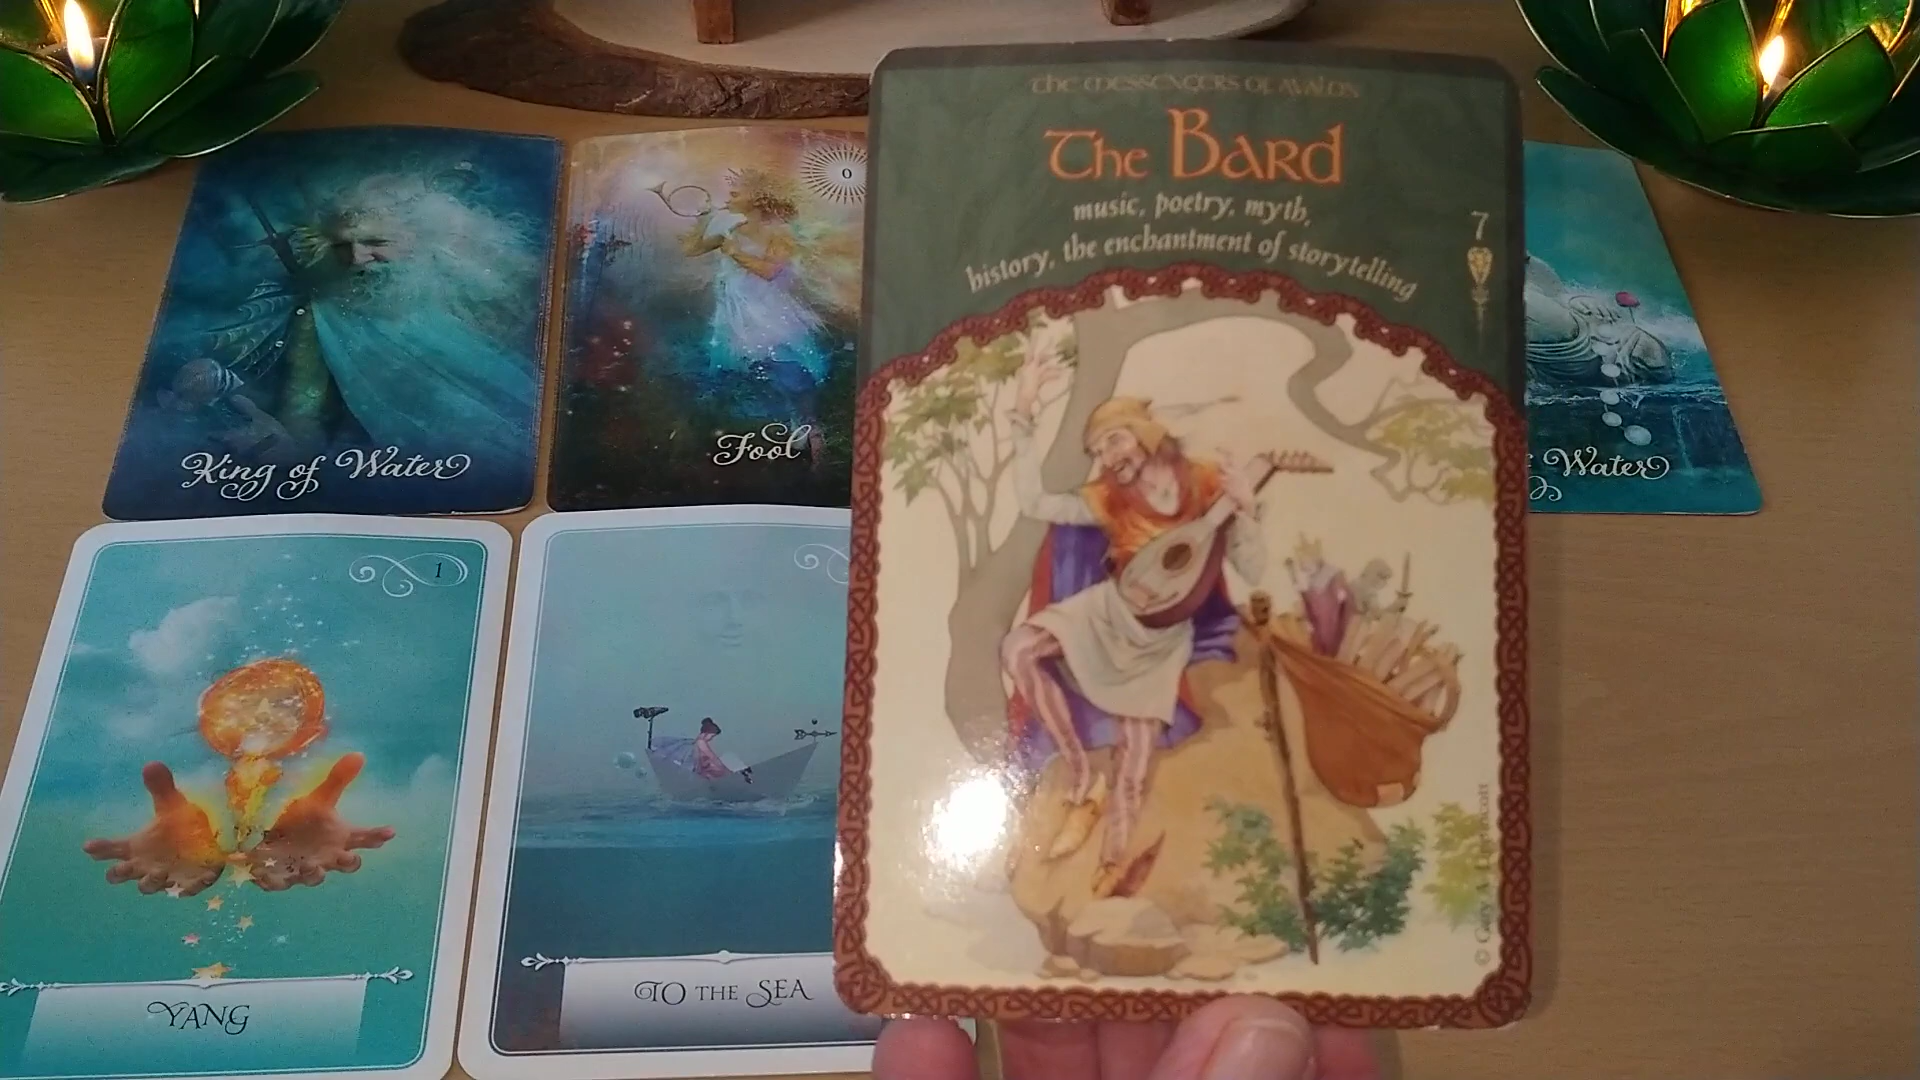 The Messengers of Avalon
The Bard
music, poetry, myth,
history, the enchantment of storytelling
7
0
King of Water
Fool
Water
1
YANG
TO THE SEA